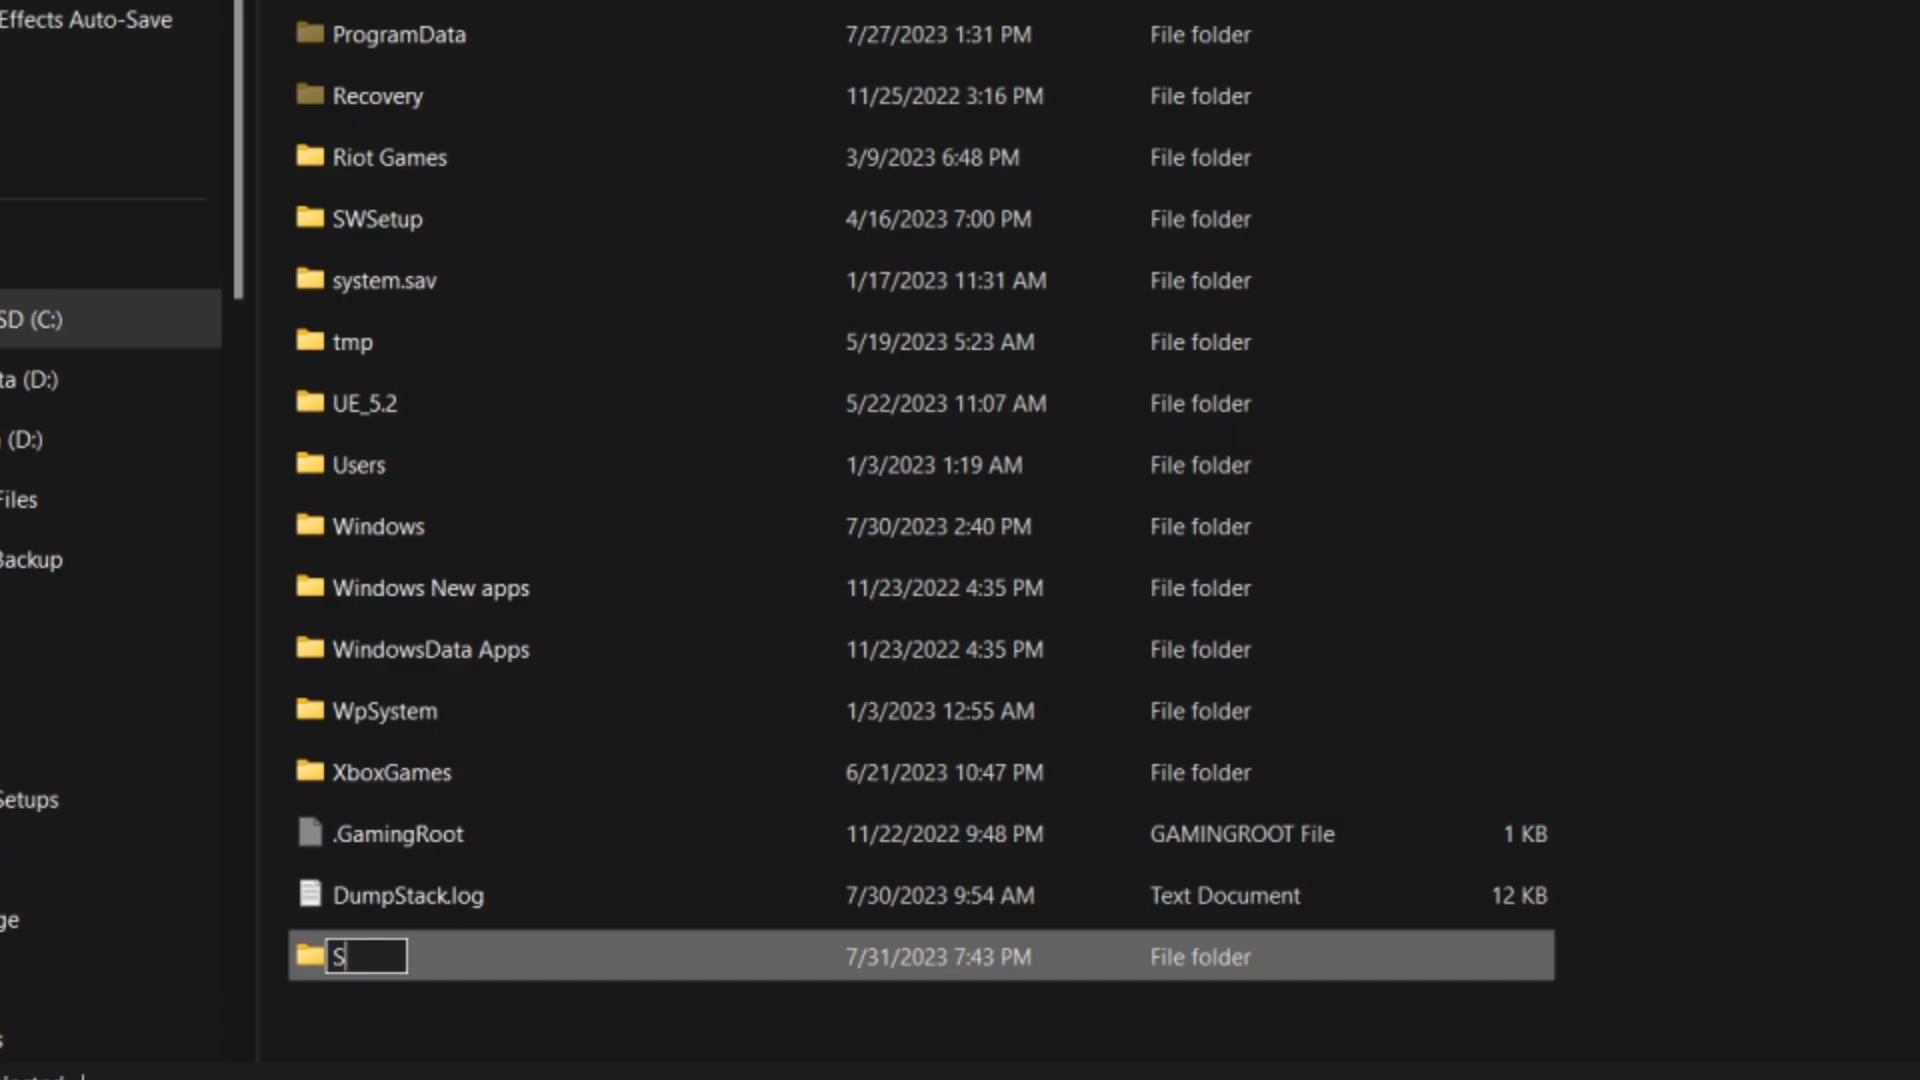 Effects Auto-Save
SD (C:)
ta (D:)
(D:)
Files
Backup
Setups
ge
s
ProgramData 7/27/2023 1:31 PM File folder
Recovery 11/25/2022 3:16 PM File folder
Riot Games 3/9/2023 6:48 PM File folder
SWSetup 4/16/2023 7:00 PM File folder
system.sav 1/17/2023 11:31 AM File folder
tmp 5/19/2023 5:23 AM File folder
UE_5.2 5/22/2023 11:07 AM File folder
Users 1/3/2023 1:19 AM File folder
Windows 7/30/2023 2:40 PM File folder
Windows New apps 11/23/2022 4:35 PM File folder
WindowsData Apps 11/23/2022 4:35 PM File folder
WpSystem 1/3/2023 12:55 AM File folder
XboxGames 6/21/2023 10:47 PM File folder
.GamingRoot 11/22/2022 9:48 PM GAMINGROOT File 1 KB
DumpStack.log 7/30/2023 9:54 AM Text Document 12 KB
S 7/31/2023 7:43 PM File folder